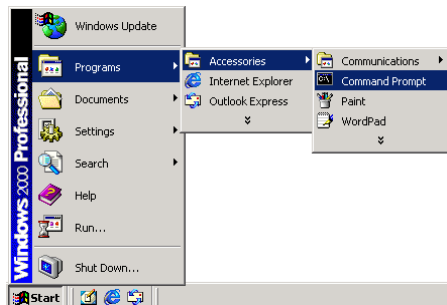 Windows 2000 Professional
Windows Update
Programs
Documents
Settings
Search
Help
Run...
Shut Down...
Start
Accessories
Internet Explorer
Outlook Express
Communications
Command Prompt
Paint
WordPad